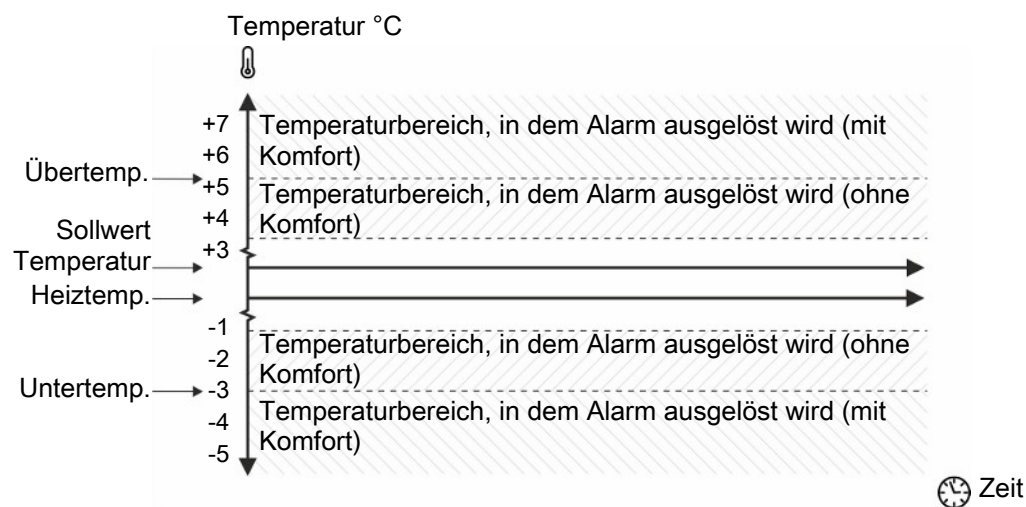 Temperatur °C
+7
Temperaturbereich, in dem Alarm ausgelöst wird (mit
+6
Komfort)
Übertemp.
+5
Temperaturbereich, in dem Alarm ausgelöst wird (ohne
+4
Komfort)
Sollwert
+3
Temperatur
Heiztemp.
-1
Temperaturbereich, in dem Alarm ausgelöst wird (ohne
-2
Komfort)
Untertemp.
-3
Temperaturbereich, in dem Alarm ausgelöst wird (mit
-4
Komfort)
-5
Zeit